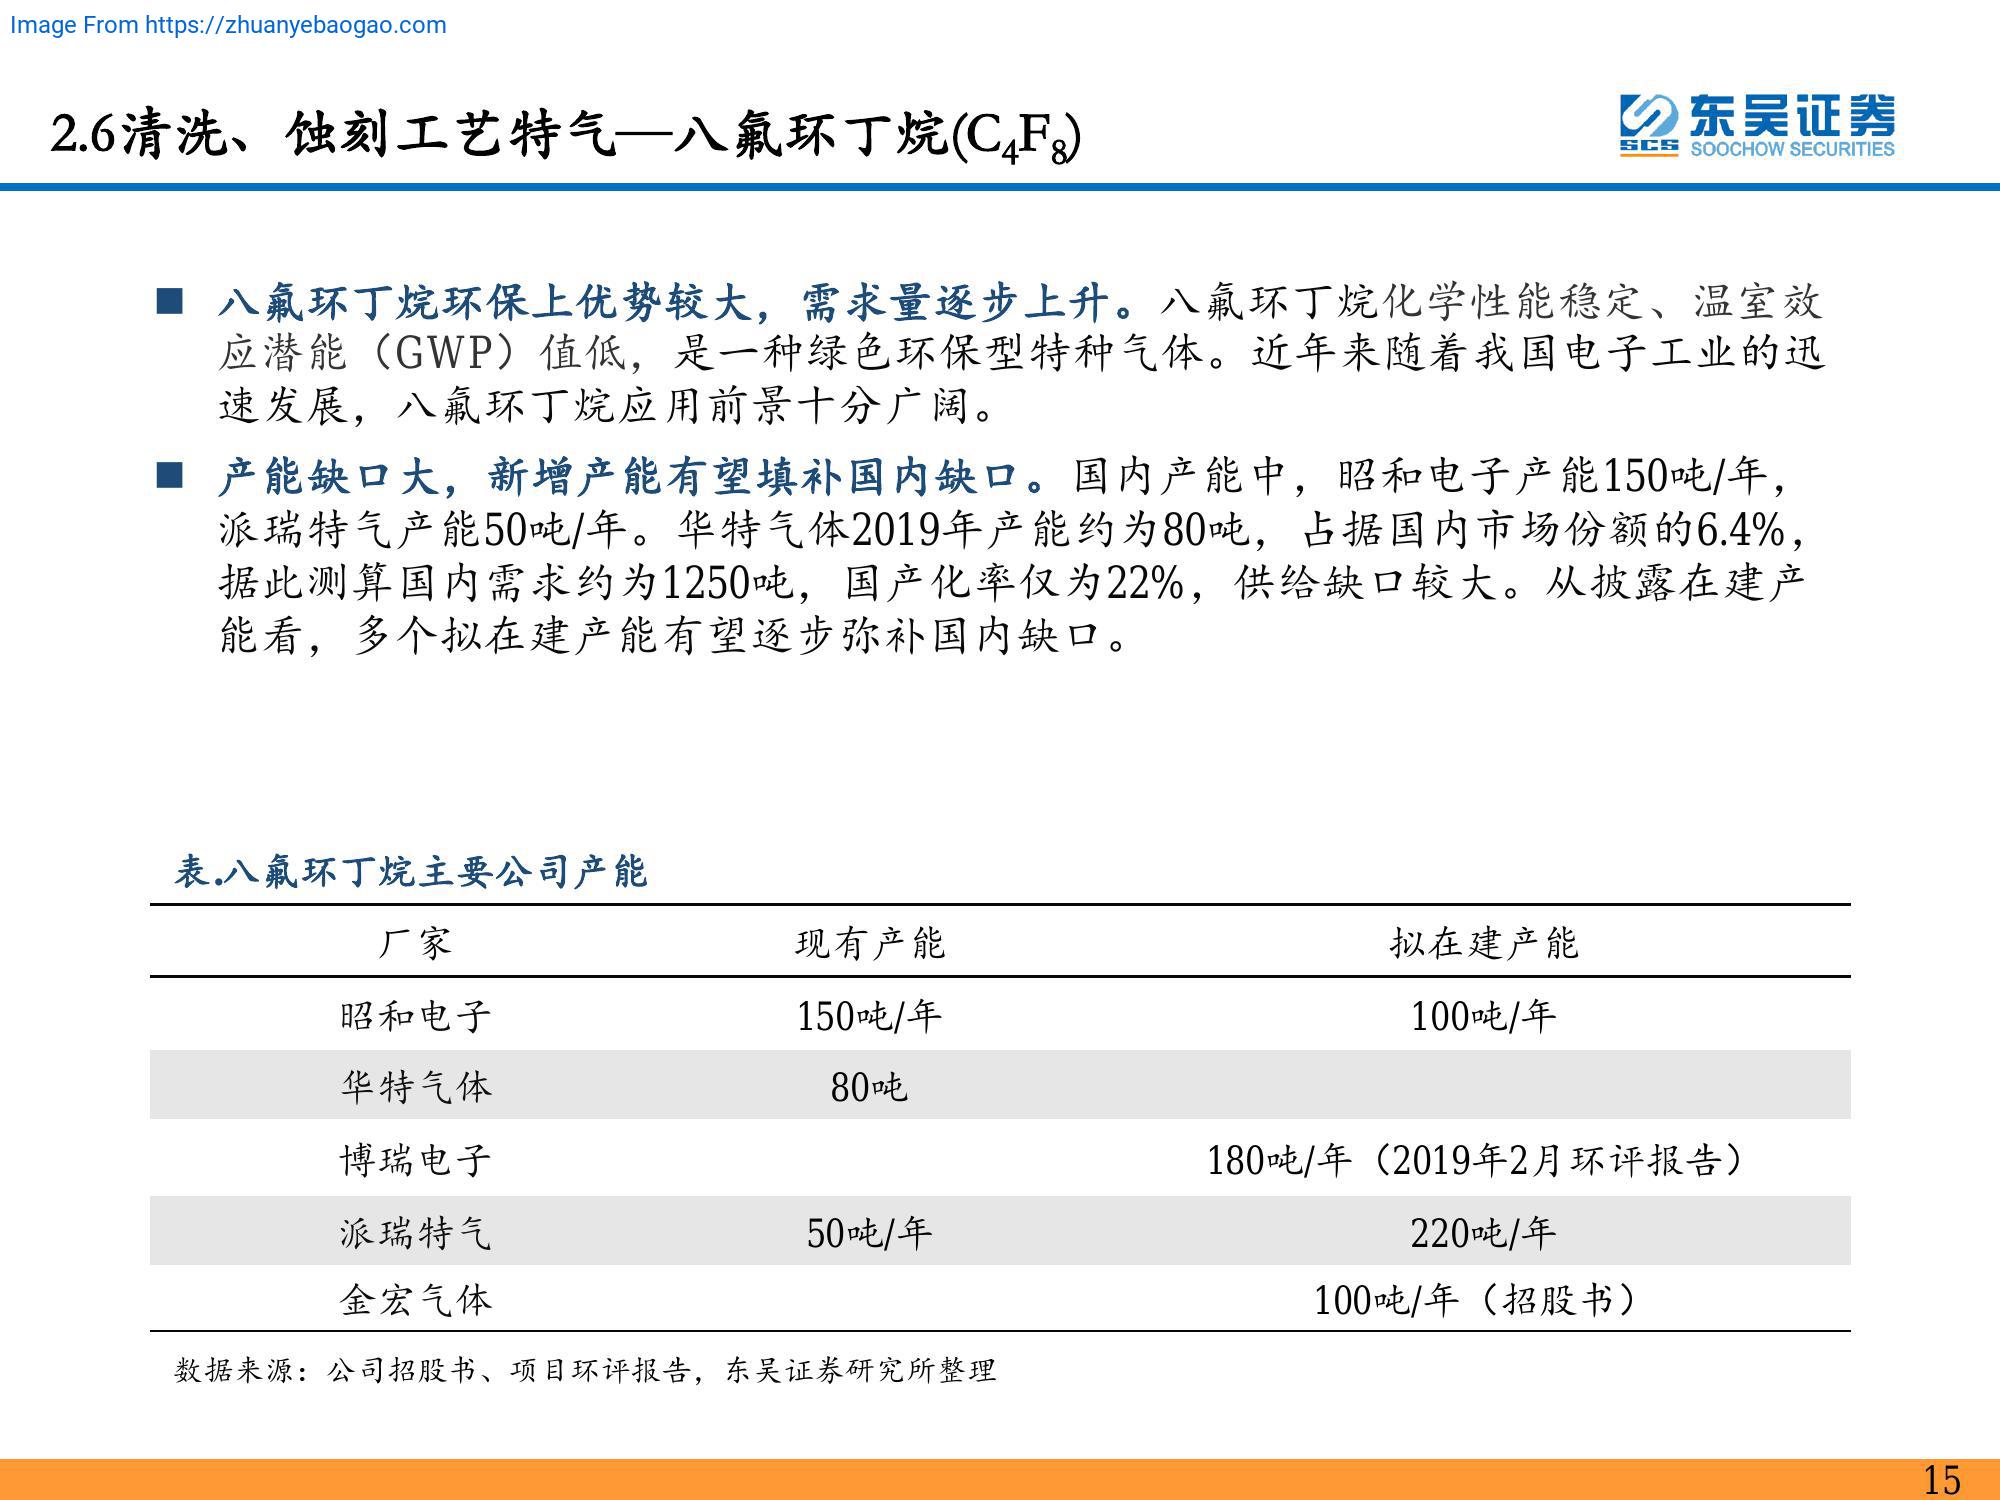 Image From https://zhuanyebaogao.com
2.6清洗、蚀刻工艺特气—八氟环丁烷(C₄F₈)
东吴证券
SCS
SOOCHOW SECURITIES
■ 八氟环丁烷环保上优势较大，需求量逐步上升。八氟环丁烷化学性能稳定、温室效
应潜能（GWP）值低，是一种绿色环保型特种气体。近年来随着我国电子工业的迅
速发展，八氟环丁烷应用前景十分广阔。
■ 产能缺口大，新增产能有望填补国内缺口。国内产能中，昭和电子产能150吨/年，
派瑞特气产能50吨/年。华特气体2019年产能约为80吨，占据国内市场份额的6.4%，
据此测算国内需求约为1250吨，国产化率仅为22%，供给缺口较大。从披露在建产
能看，多个拟在建产能有望逐步弥补国内缺口。
表.八氟环丁烷主要公司产能
厂家 现有产能 拟在建产能
昭和电子 150吨/年 100吨/年
华特气体 80吨
博瑞电子 180吨/年（2019年2月环评报告）
派瑞特气 50吨/年 220吨/年
金宏气体 100吨/年（招股书）
数据来源：公司招股书、项目环评报告，东吴证券研究所整理
15